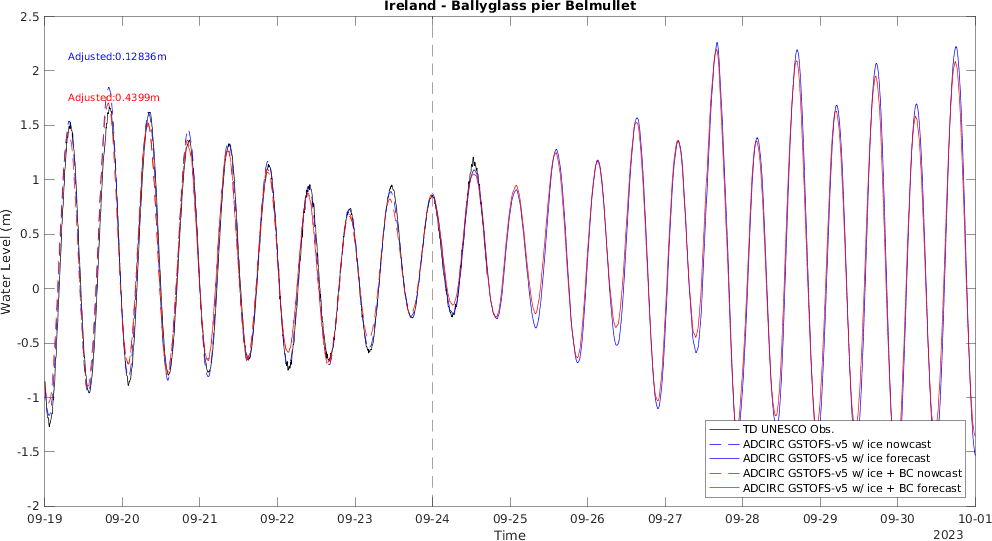 Ireland - Ballyglass pier Belmullet
2.5
Adjusted:0.12836m
2
Adjusted:0.4399m
1.5
1
0.5
0
-0.5
-1
-1.5
-2
Water Level (m)
TD UNESCO Obs.
ADCIRC GSTOFS-v5 w/ ice nowcast
ADCIRC GSTOFS-v5 w/ ice forecast
ADCIRC GSTOFS-v5 w/ ice + BC nowcast
ADCIRC GSTOFS-v5 w/ ice + BC forecast
09-19 09-20 09-21 09-22 09-23 09-24 09-25 09-26 09-27 09-28 09-29 09-30 10-01
Time
2023